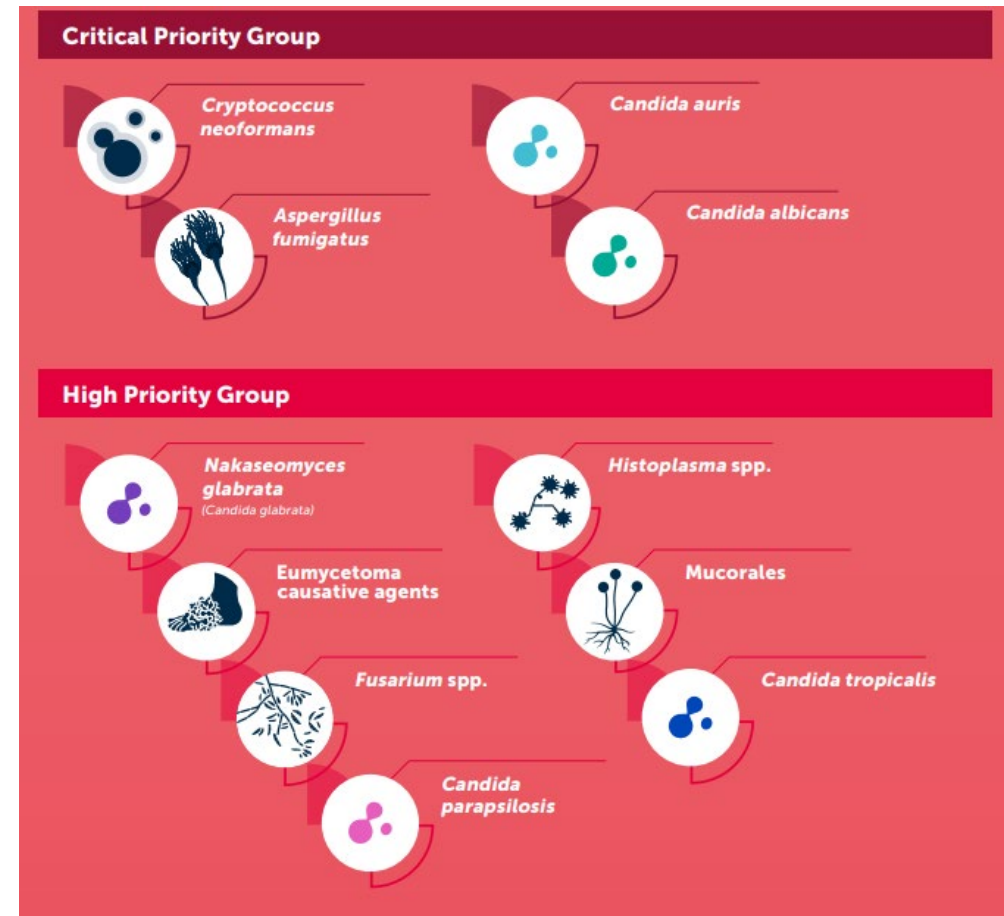 Critical Priority Group
Cryptococcus
neoformans
Candida auris
Aspergillus
fumigatus
Candida albicans
High Priority Group
Nakaseomyces
glabrata
(Candida glabrata)
Histoplasma spp.
Eumycetoma
causative agents
Mucorales
Fusarium spp.
Candida tropicalis
Candida
parapsilosis